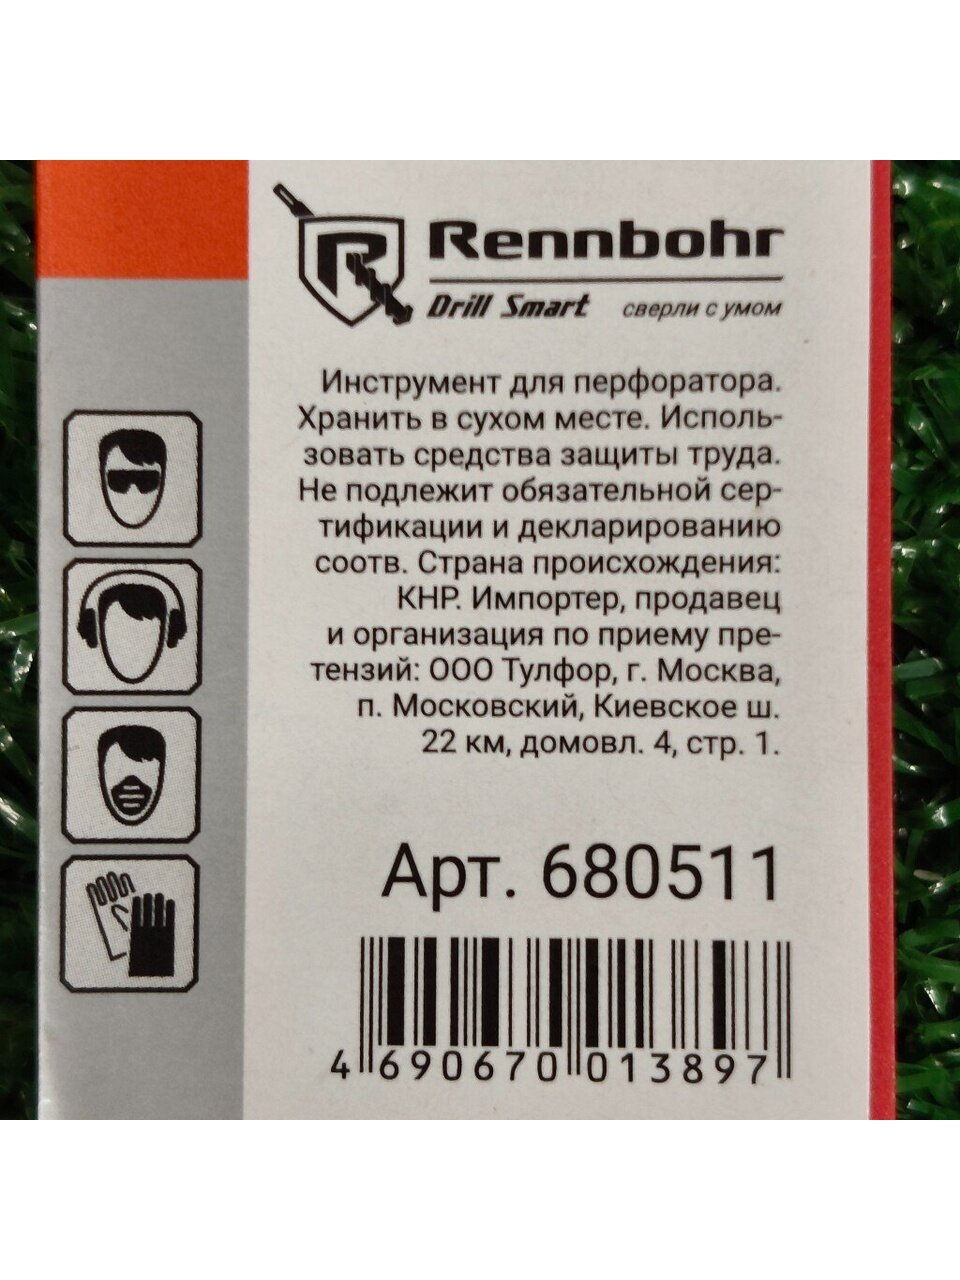 R
Rennbohr
Drill Smart сверли с умом
Инструмент для перфоратора.
Хранить в сухом месте. Исполь-
зовать средства защиты труда.
Не подлежит обязательной сер-
тификации и декларированию
соотв. Страна происхождения:
КНР. Импортер, продавец
и организация по приему пре-
тензий: ООО Тулфор, г. Москва,
п. Московский, Киевское ш.
22 км, домовл. 4, стр. 1.
Арт. 680511
4 690670 013897